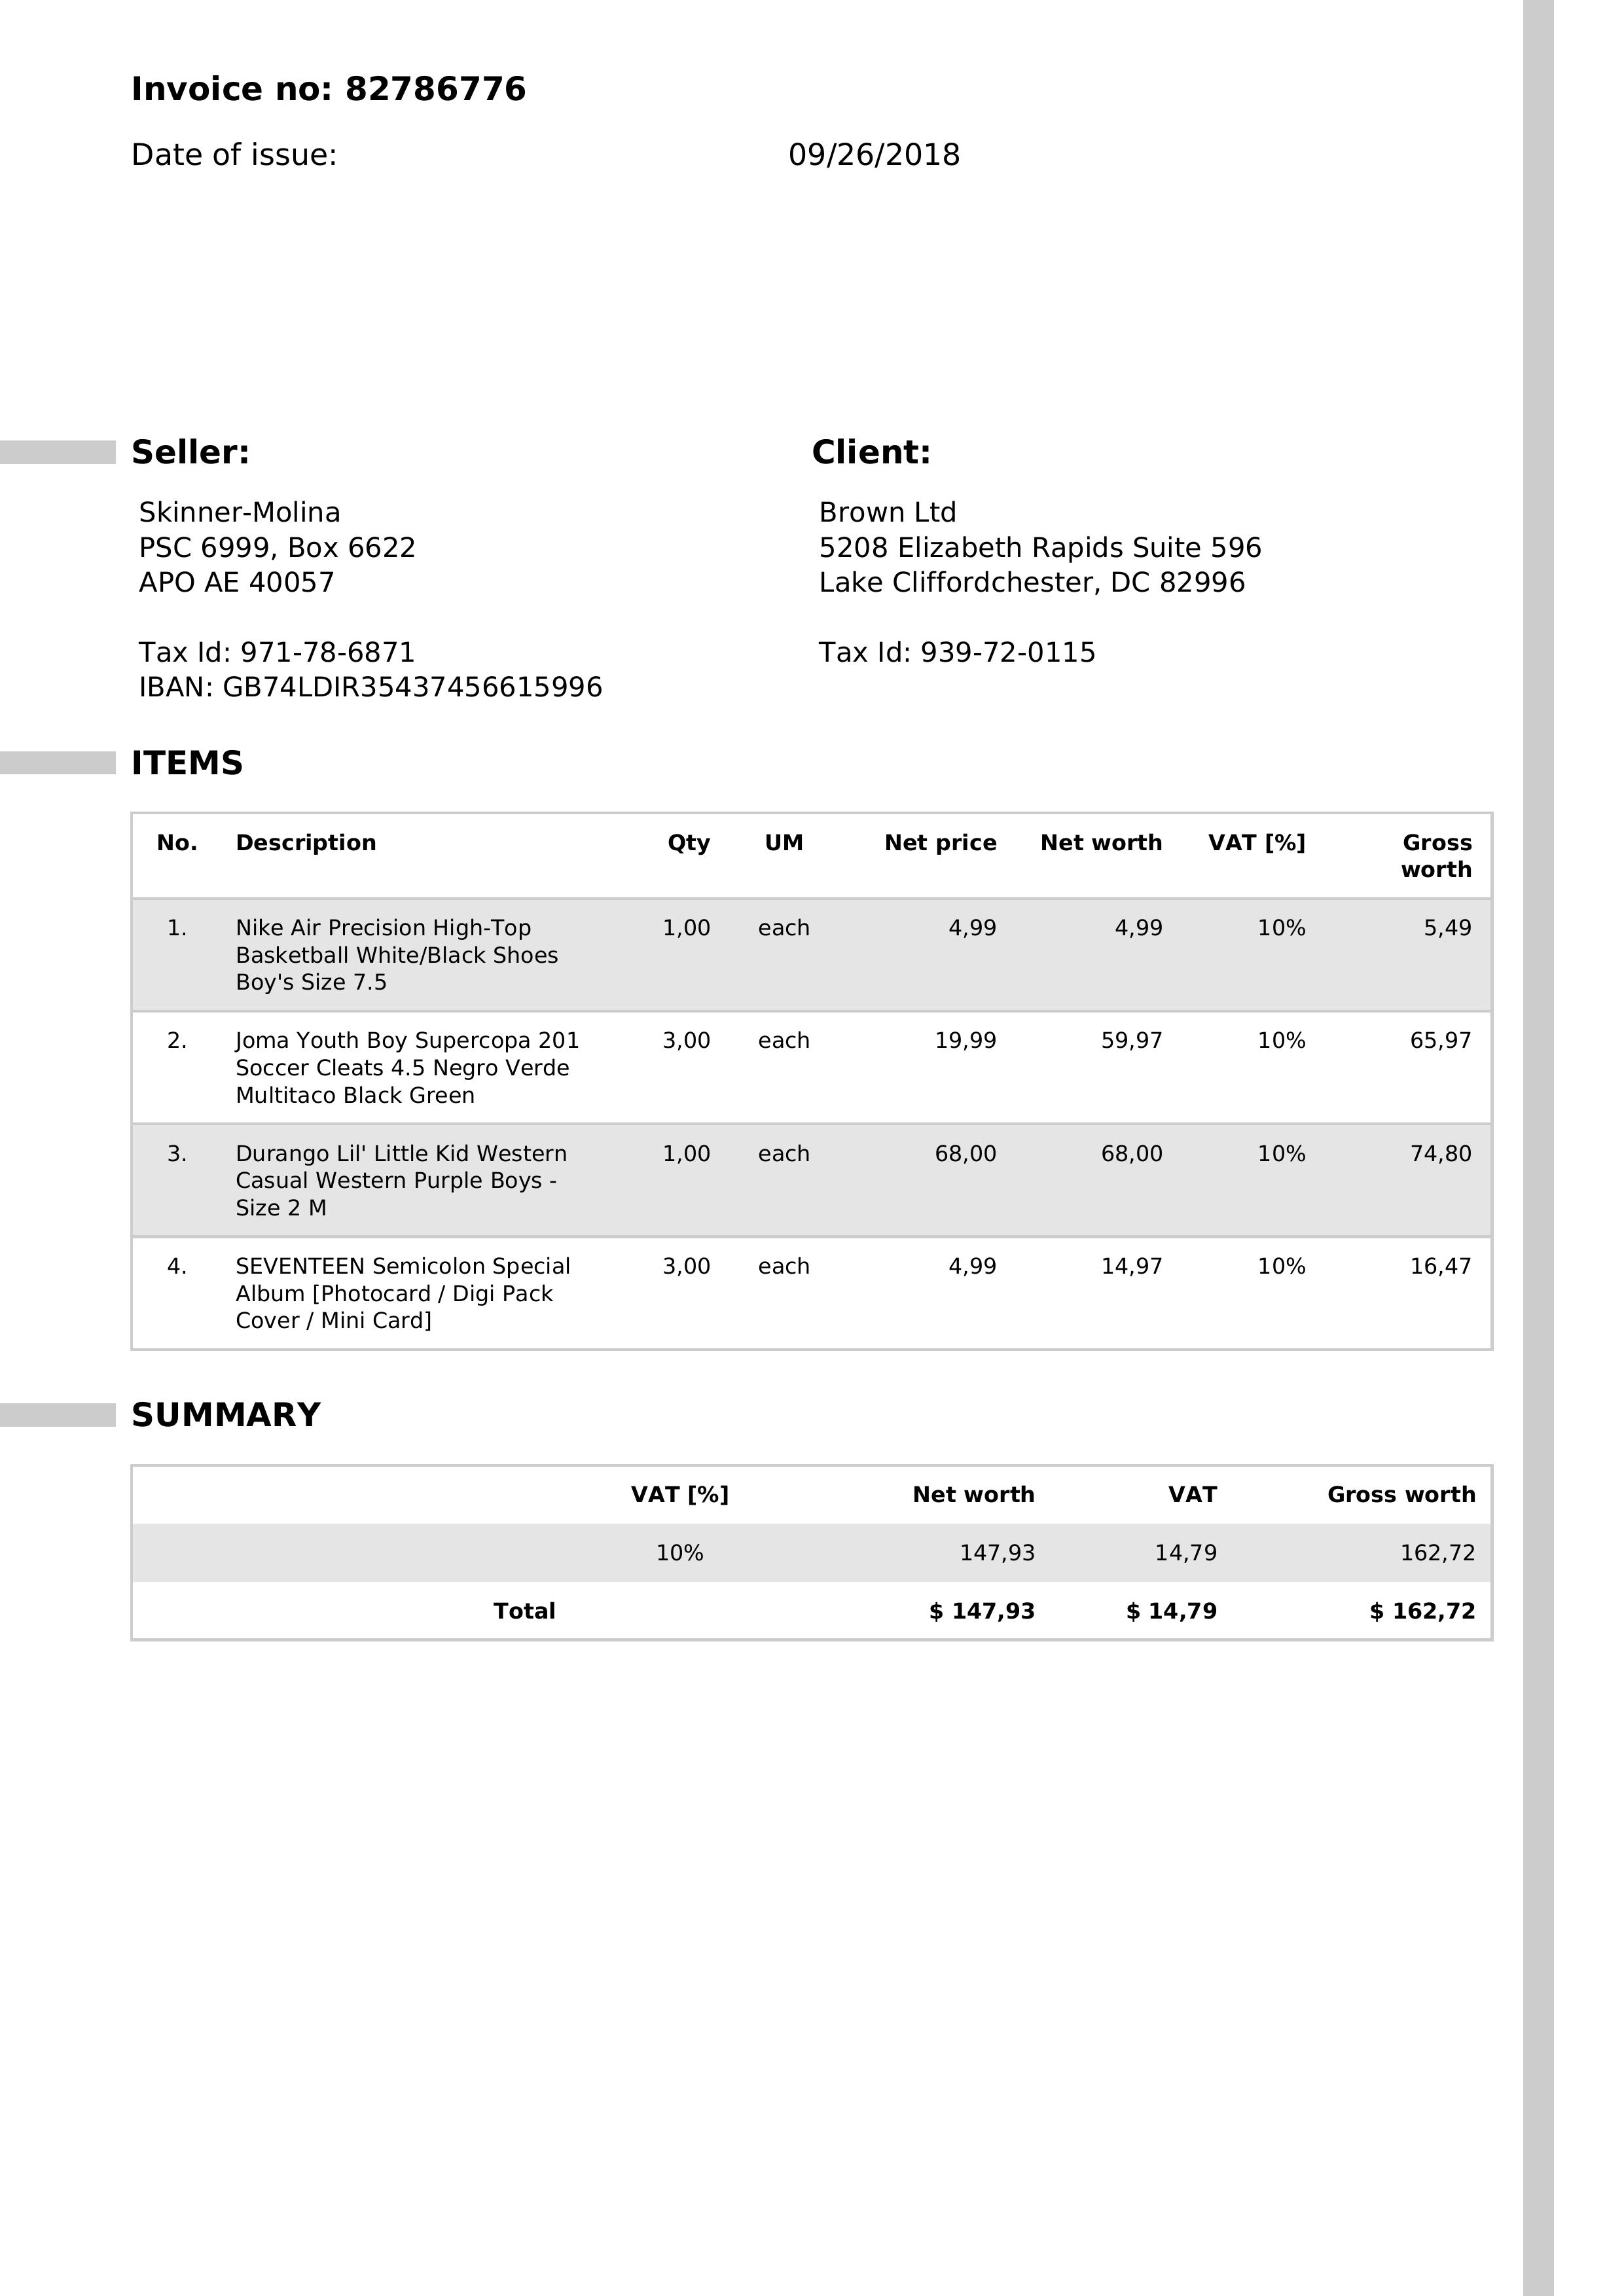 Invoice no: 82786776
Date of issue: 09/26/2018
Seller:
Skinner-Molina
PSC 6999, Box 6622
APO AE 40057
Tax Id: 971-78-6871
IBAN: GB74LDIR35437456615996
Client:
Brown Ltd
5208 Elizabeth Rapids Suite 596
Lake Cliffordchester, DC 82996
Tax Id: 939-72-0115
ITEMS
No. Description Qty UM Net price Net worth VAT [%] Gross
worth
1. Nike Air Precision High-Top 1,00 each 4,99 4,99 10% 5,49
Basketball White/Black Shoes
Boy's Size 7.5
2. Joma Youth Boy Supercopa 201 3,00 each 19,99 59,97 10% 65,97
Soccer Cleats 4.5 Negro Verde
Multitaco Black Green
3. Durango Lil' Little Kid Western 1,00 each 68,00 68,00 10% 74,80
Casual Western Purple Boys -
Size 2 M
4. SEVENTEEN Semicolon Special 3,00 each 4,99 14,97 10% 16,47
Album [Photocard / Digi Pack
Cover / Mini Card]
SUMMARY
VAT [%] Net worth VAT Gross worth
10% 147,93 14,79 162,72
Total $ 147,93 $ 14,79 $ 162,72